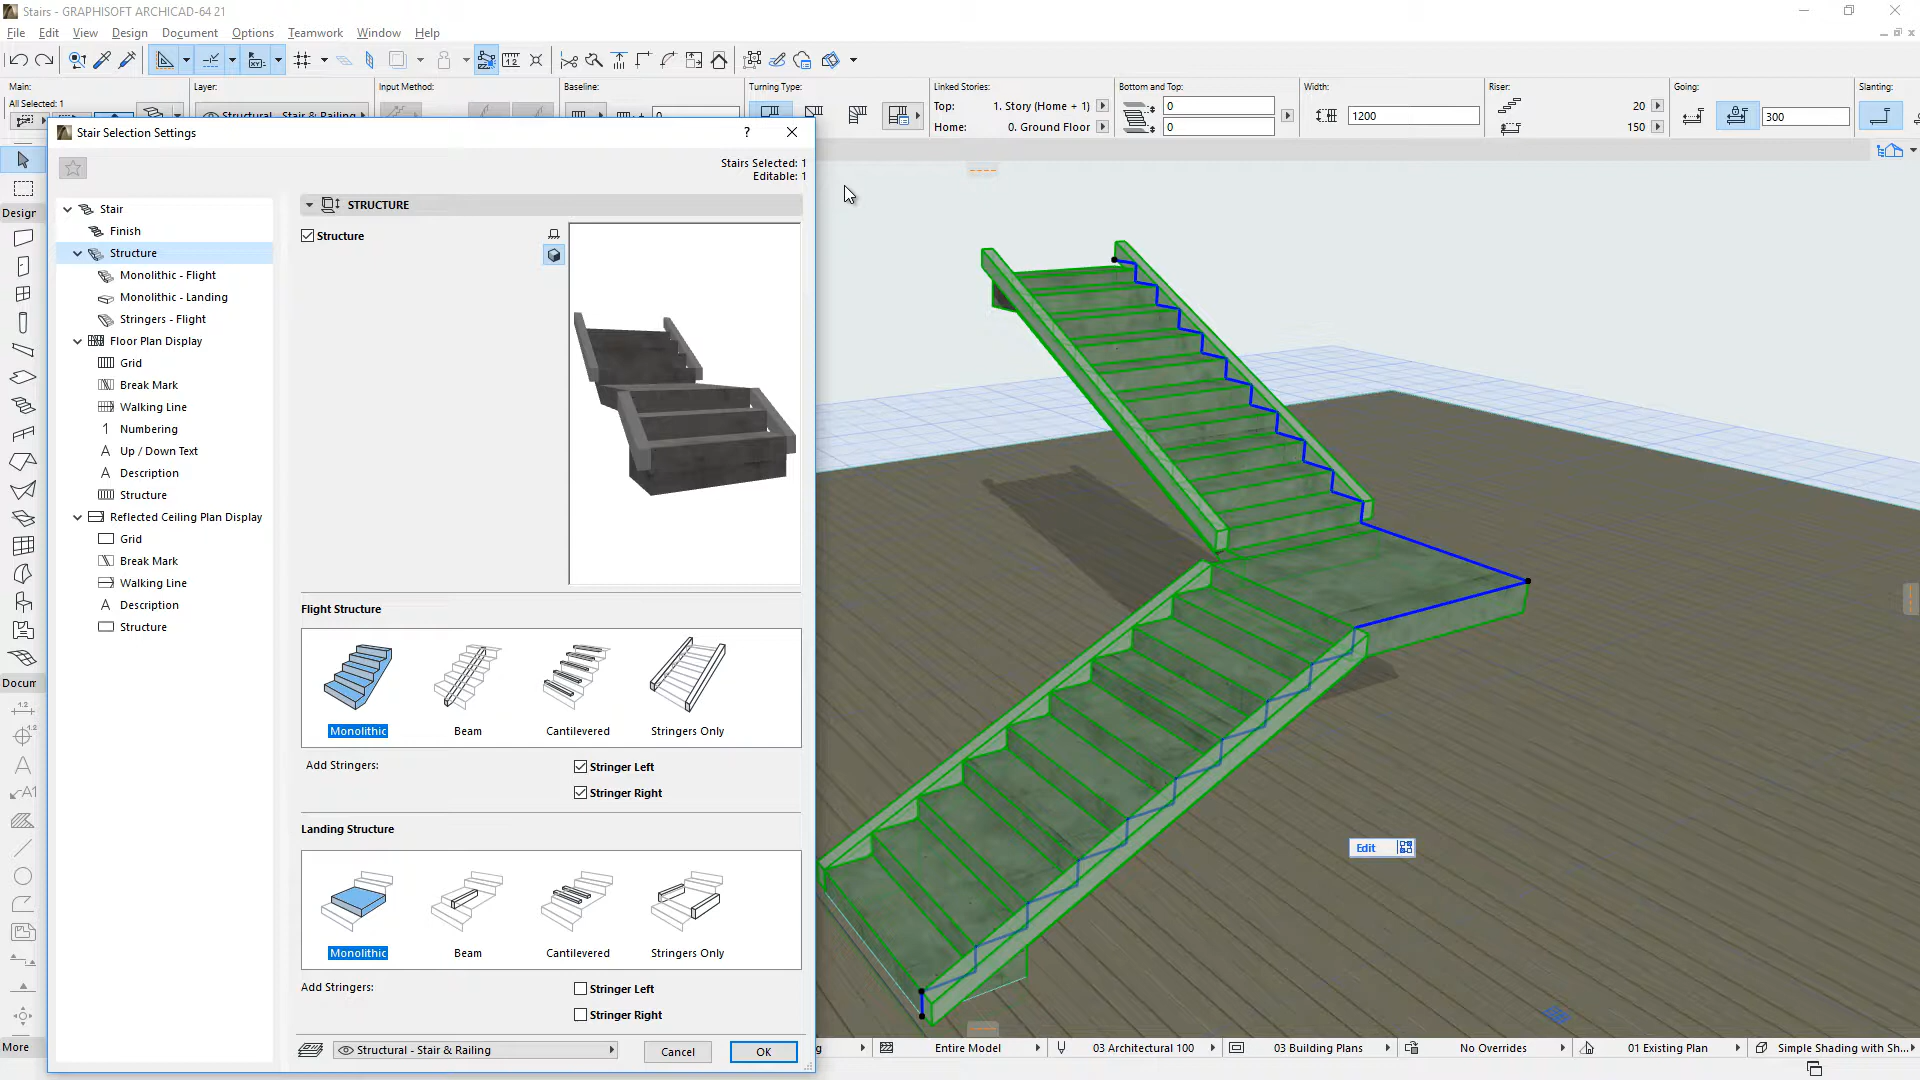 Stairs - GRAPHISOFT ARCHICAD-64 21
File Edit View Design Document Options Teamwork Window Help
Main: Layer: Input Method: Baseline: Turning Type: Linked Stories: Bottom and Top: Width: Riser: Going: Slanting:
All Selected: 1
Top: 1. Story (Home + 1) 0 1200 20 300
Home: 0. Ground Floor 0 150
Structural - Stair & Railing
Stair Selection Settings ?
Stairs Selected: 1
Editable: 1
Design
Docum
More
Stair
Finish
Structure
Monolithic - Flight
Monolithic - Landing
Stringers - Flight
Floor Plan Display
Grid
Break Mark
Walking Line
Numbering
Up / Down Text
Description
Structure
Reflected Ceiling Plan Display
Grid
Break Mark
Walking Line
Description
Structure
STRUCTURE
Structure
Flight Structure
Monolithic Beam Cantilevered Stringers Only
Add Stringers: Stringer Left
Stringer Right
Landing Structure
Monolithic Beam Cantilevered Stringers Only
Add Stringers: Stringer Left
Stringer Right
Structural - Stair & Railing Cancel OK
Edit
Entire Model 03 Architectural 100 03 Building Plans No Overrides 01 Existing Plan Simple Shading with Sh...